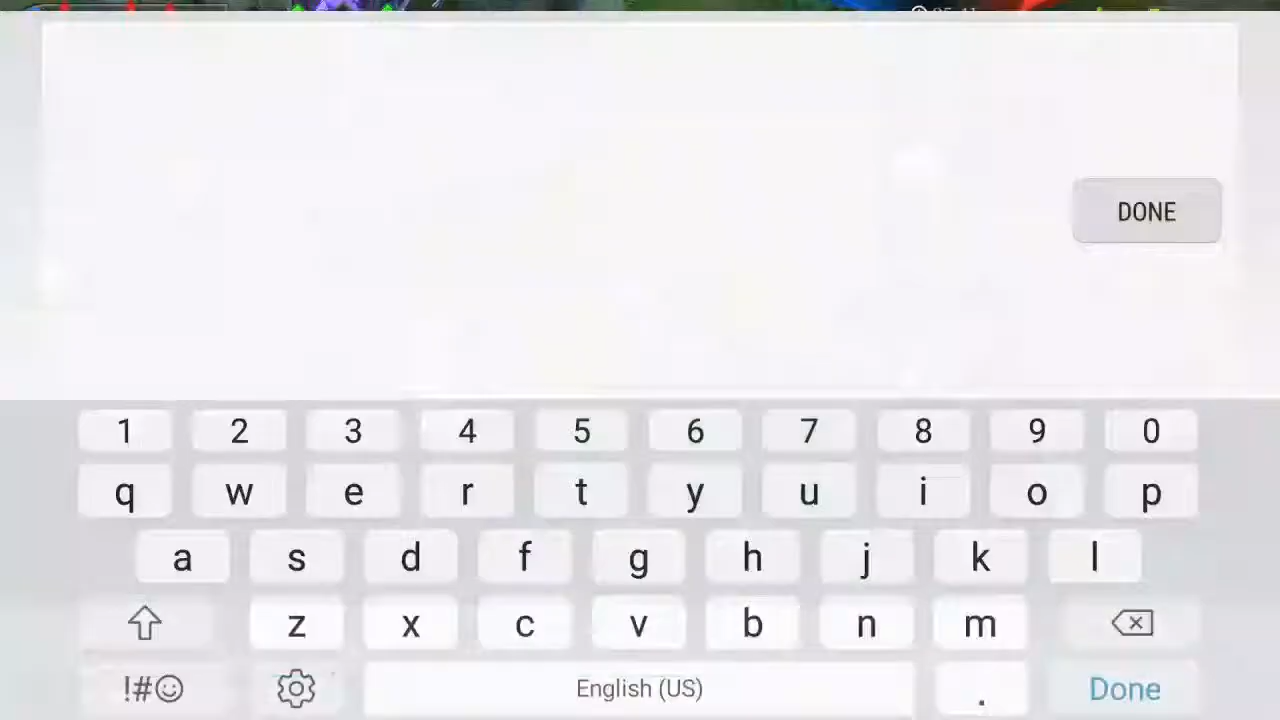 DONE
1 2 3 4 5 6 7 8 9 0
q w e r t y u i o p
a s d f g h j k l
z x c v b n m
!#☺ English (US) . Done